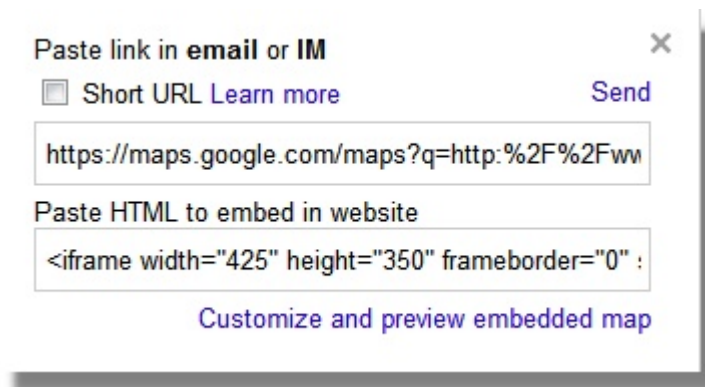 Paste link in email or IM
Short URL Learn more Send
https://maps.google.com/maps?q=http:%2F%2Fww
Paste HTML to embed in website
<iframe width="425" height="350" frameborder="0"
Customize and preview embedded map